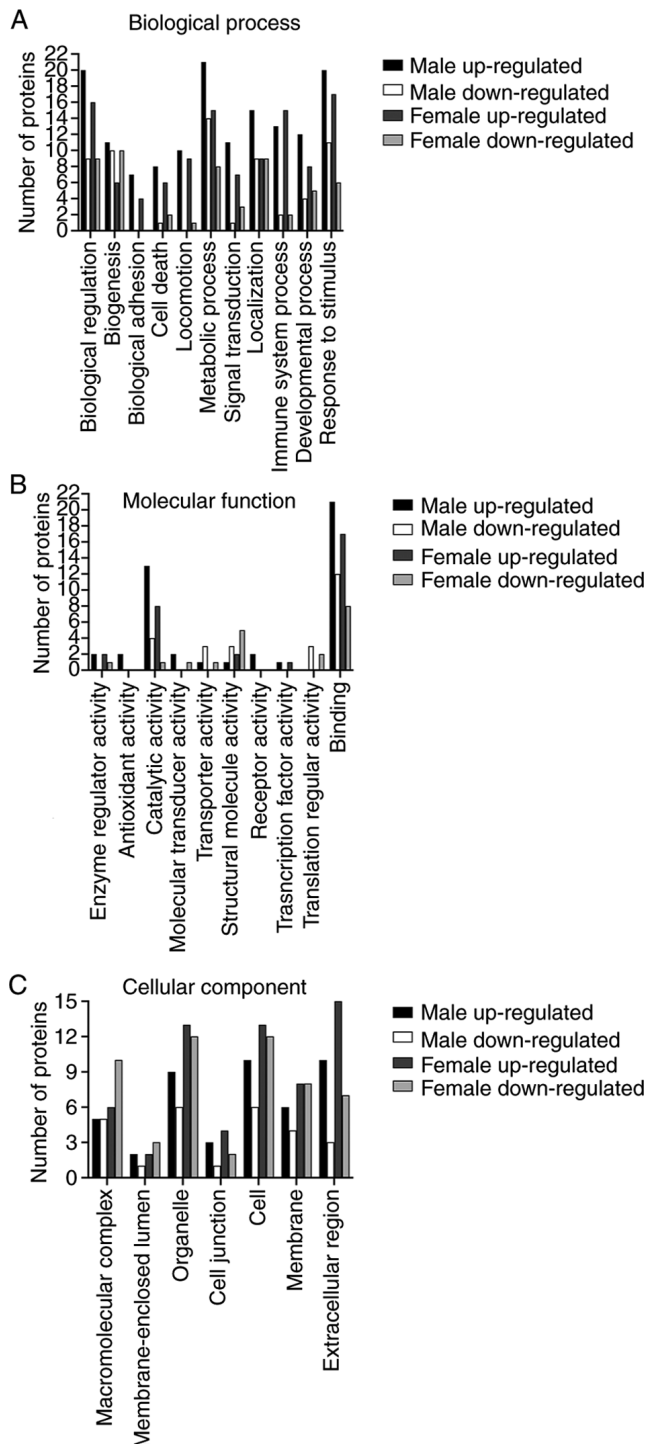 A
Biological process
Number of proteins
22
20
18
16
14
12
10
8
6
4
2
0
Male up-regulated
Male down-regulated
Female up-regulated
Female down-regulated
Biological regulation
Biogenesis
Biological adhesion
Cell death
Locomotion
Metabolic process
Signal transduction
Localization
Immune system process
Developmental process
Response to stimulus
B
Molecular function
Number of proteins
22
20
18
16
14
12
10
8
6
4
2
0
Male up-regulated
Male down-regulated
Female up-regulated
Female down-regulated
Enzyme regulator activity
Antioxidant activity
Catalytic activity
Molecular transducer activity
Transporter activity
Structural molecule activity
Receptor activity
Trasncription factor activity
Translation regular activity
Binding
C
Cellular component
Number of proteins
15
12
9
6
3
0
Male up-regulated
Male down-regulated
Female up-regulated
Female down-regulated
Macromolecular complex
Membrane-enclosed lumen
Organelle
Cell junction
Cell
Membrane
Extracellular region